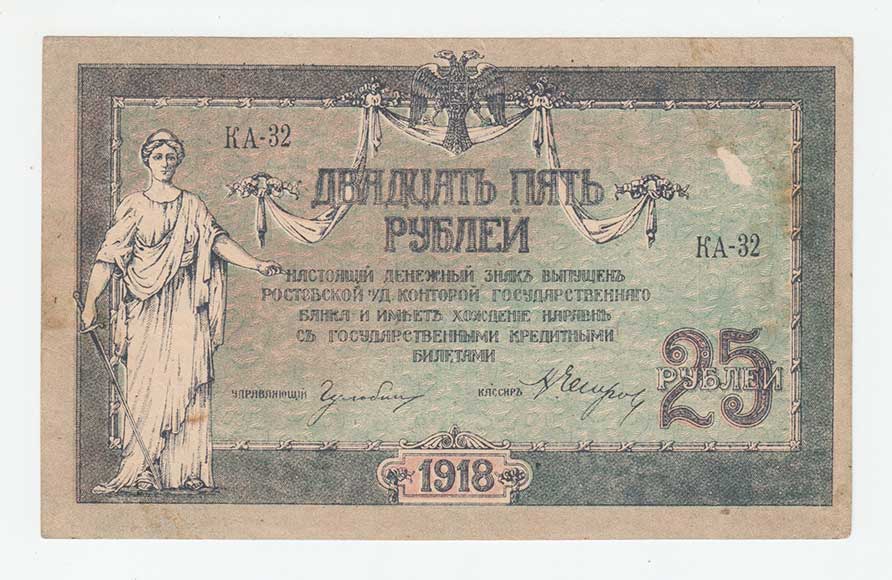 КА-32
ДВАДЦАТЬ ПЯТЬ
РУБЛЕЙ
КА-32
НАСТОЯЩІЙ ДЕНЕЖНЫЙ ЗНАКЪ ВЫПУЩЕНЪ
РОСТОВСКОЙ Н/Д. КОНТОРОЙ ГОСУДАРСТВЕННАГО
БАНКА И ИМѢЕТЪ ХОЖДЕНІЕ НАРАВНѢ
СЪ ГОСУДАРСТВЕННЫМИ КРЕДИТНЫМИ
БИЛЕТАМИ
25
РУБЛЕЙ
УПРАВЛЯЮЩІЙ
КАССИРЪ
1918